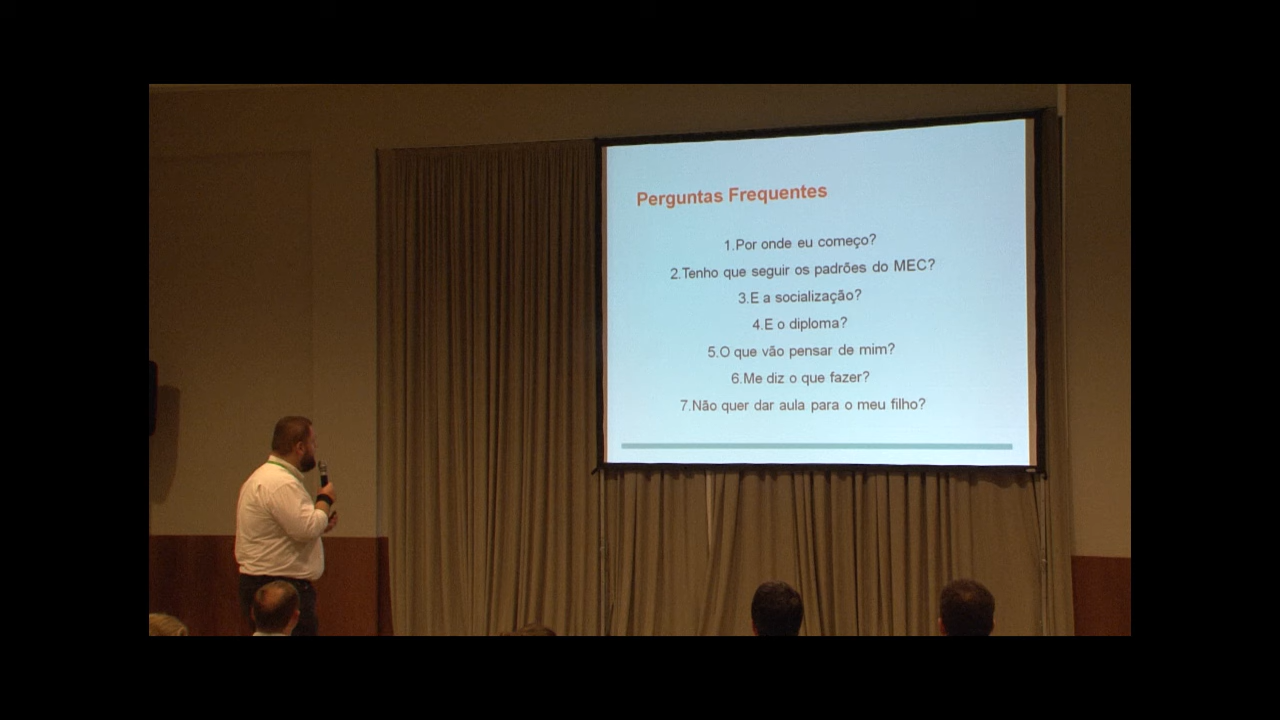 Perguntas Frequentes
1.Por onde eu começo?
2.Tenho que seguir os padrões do MEC?
3.E a socialização?
4.E o diploma?
5.O que vão pensar de mim?
6.Me diz o que fazer?
7.Não quer dar aula para o meu filho?